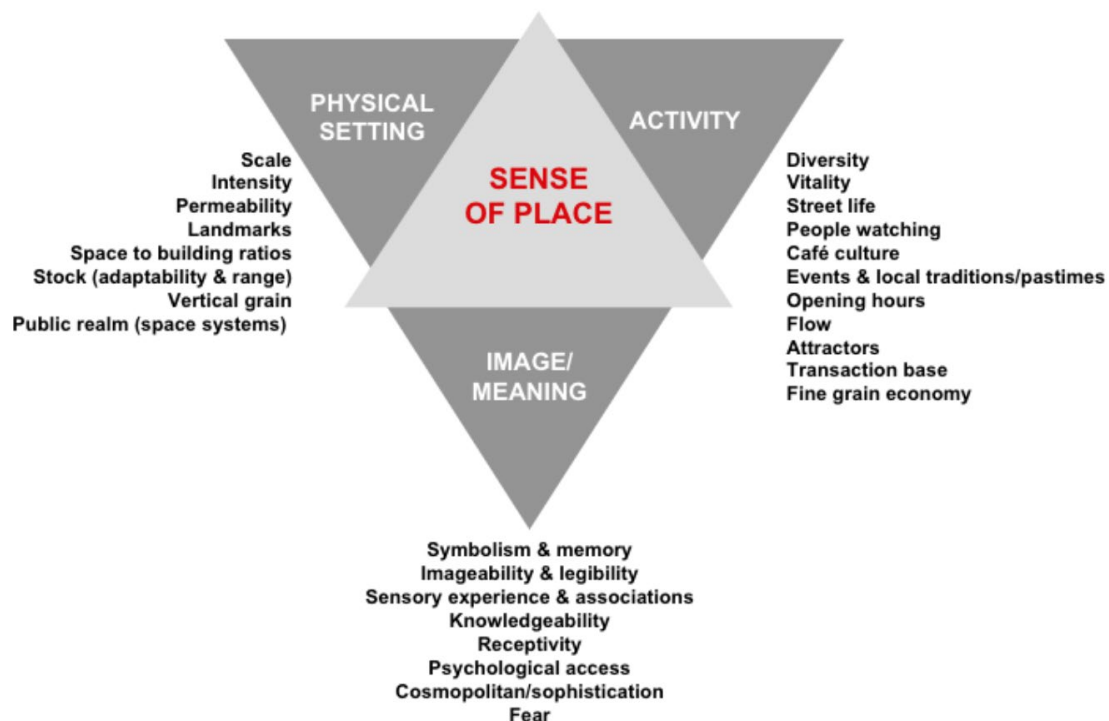 PHYSICAL
SETTING
ACTIVITY
SENSE
OF PLACE
Scale
Intensity
Permeability
Landmarks
Space to building ratios
Stock (adaptability & range)
Vertical grain
Public realm (space systems)
Diversity
Vitality
Street life
People watching
Café culture
Events & local traditions/pastimes
Opening hours
Flow
Attractors
Transaction base
Fine grain economy
IMAGE/
MEANING
Symbolism & memory
Imageability & legibility
Sensory experience & associations
Knowledgeability
Receptivity
Psychological access
Cosmopolitan/sophistication
Fear